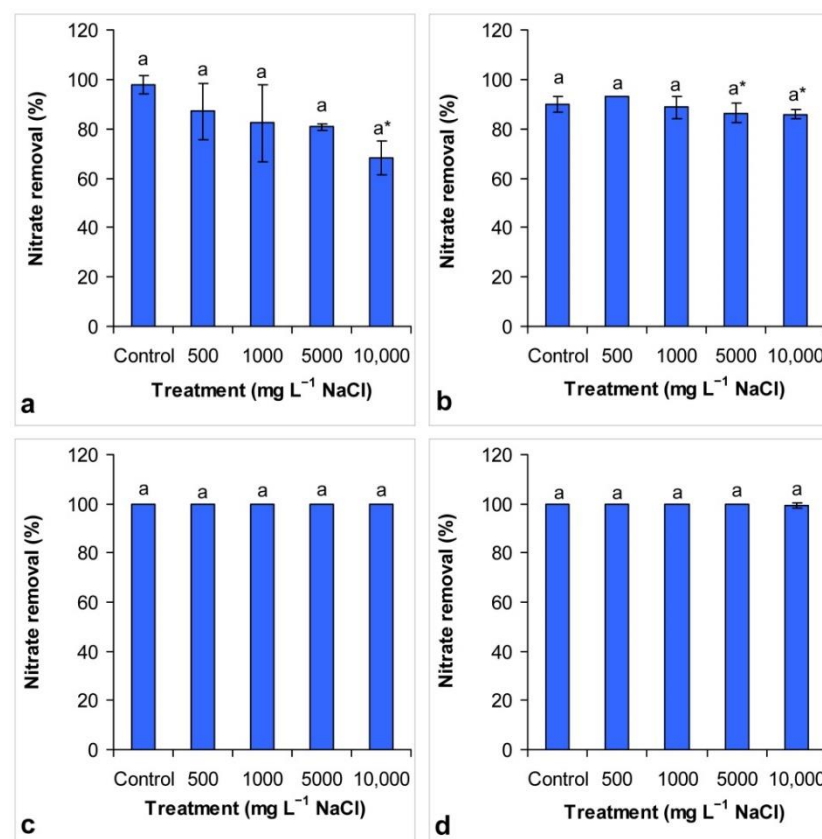 Nitrate removal (%)
120
100
80
60
40
20
0
a
a
a
a
a*
Control 500 1000 5000 10,000
Treatment (mg L⁻¹ NaCl)
a
Nitrate removal (%)
120
100
80
60
40
20
0
a
a
a
a*
a*
Control 500 1000 5000 10,000
Treatment (mg L⁻¹ NaCl)
b
Nitrate removal (%)
120
100
80
60
40
20
0
a a a a a
Control 500 1000 5000 10,000
Treatment (mg L⁻¹ NaCl)
c
Nitrate removal (%)
120
100
80
60
40
20
0
a a a a a
Control 500 1000 5000 10,000
Treatment (mg L⁻¹ NaCl)
d